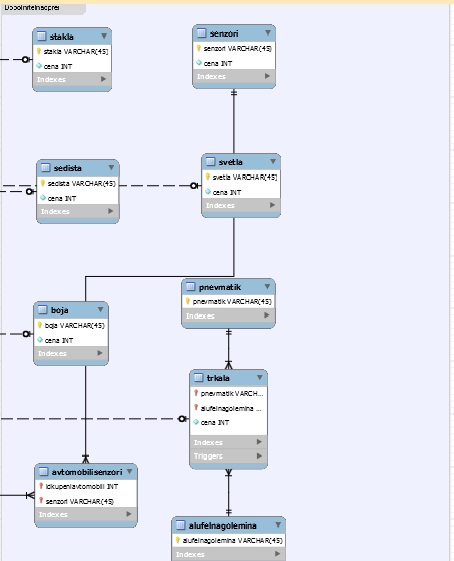 Dopolnitelnaoprei
stakla
stakla VARCHAR(45)
cena INT
Indexes
senzori
senzori VARCHAR(45)
cena INT
Indexes
sedista
sedista VARCHAR(45)
cena INT
Indexes
svetla
svetla VARCHAR(45)
cena INT
Indexes
pnevmatik
pnevmatik VARCHAR(45)
Indexes
boja
boja VARCHAR(45)
cena INT
Indexes
trkala
pnevmatik VARCH...
alufelnagolemina ...
cena INT
Indexes
Triggers
avtomobilisenzori
idkupeniavtomobili INT
senzori VARCHAR(45)
Indexes
alufelnagolemina
alufelnagolemina VARCHAR(45)
Indexes